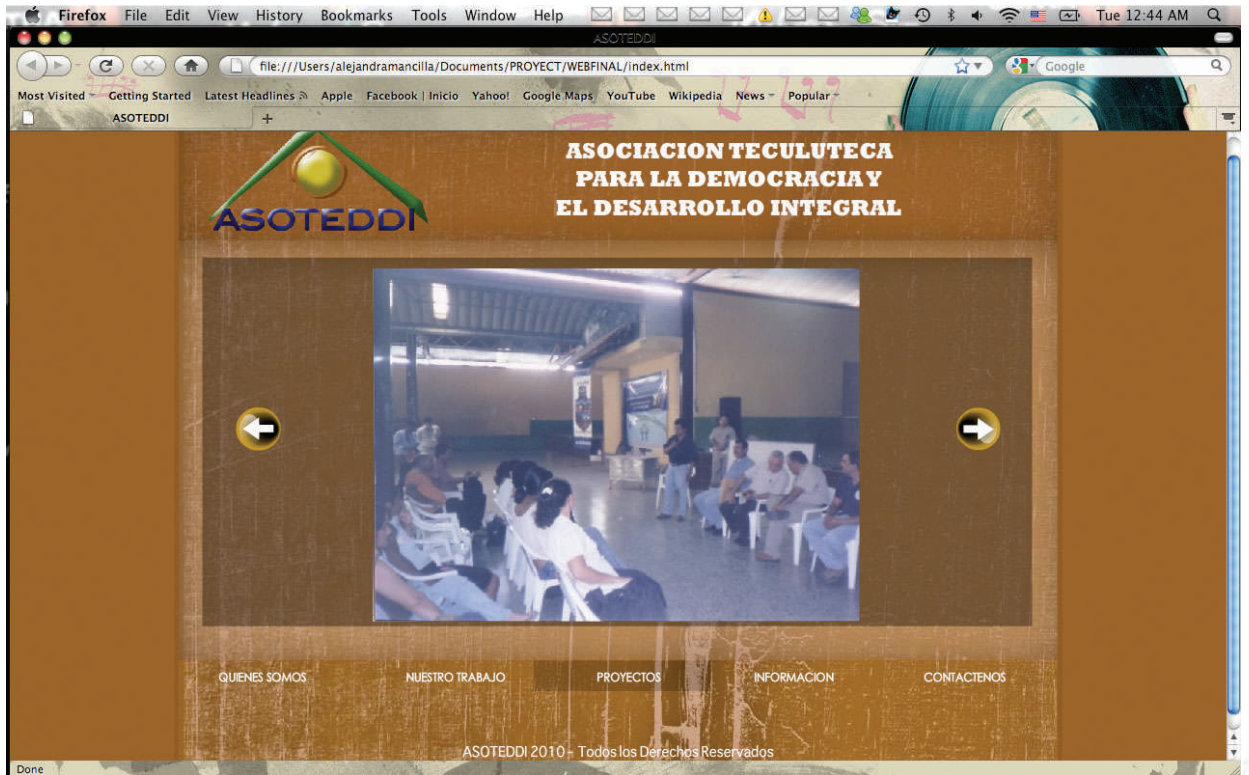 Firefox File Edit View History Bookmarks Tools Window Help Tue 12:44 AM
ASOTEDDI
file:///Users/alejandramancilla/Documents/PROYECT/WEBFINAL/index.html Google
Most Visited Getting Started Latest Headlines Apple Facebook | Inicio Yahoo! Google Maps YouTube Wikipedia News Popular
ASOTEDDI +
ASOTEDDI
ASOCIACION TECULUTECA
PARA LA DEMOCRACIA Y
EL DESARROLLO INTEGRAL
QUIENES SOMOS NUESTRO TRABAJO PROYECTOS INFORMACION CONTACTENOS
ASOTEDDI 2010 - Todos los Derechos Reservados
Done